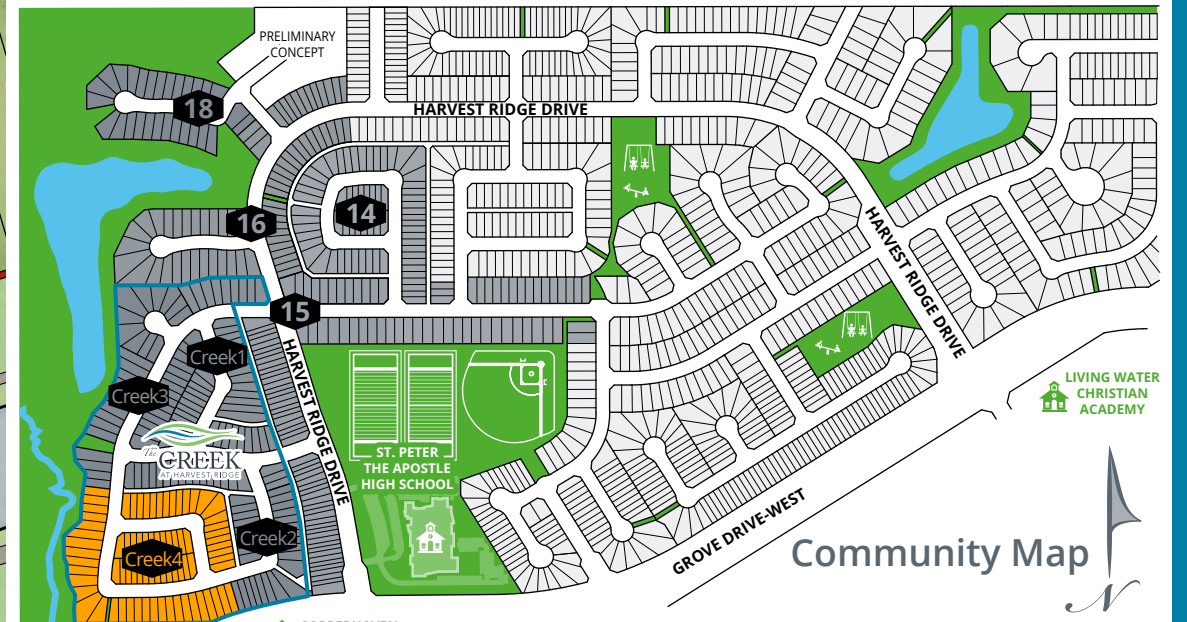 PRELIMINARY
CONCEPT
18
HARVEST RIDGE DRIVE
14
16
HARVEST RIDGE DRIVE
15
Creek1
HARVEST RIDGE DRIVE
Creek3
LIVING WATER
CHRISTIAN
ACADEMY
The
CREEK
AT HARVEST RIDGE
ST. PETER
THE APOSTLE
HIGH SCHOOL
GROVE DRIVE-WEST
Creek2
Community Map
Creek4
N